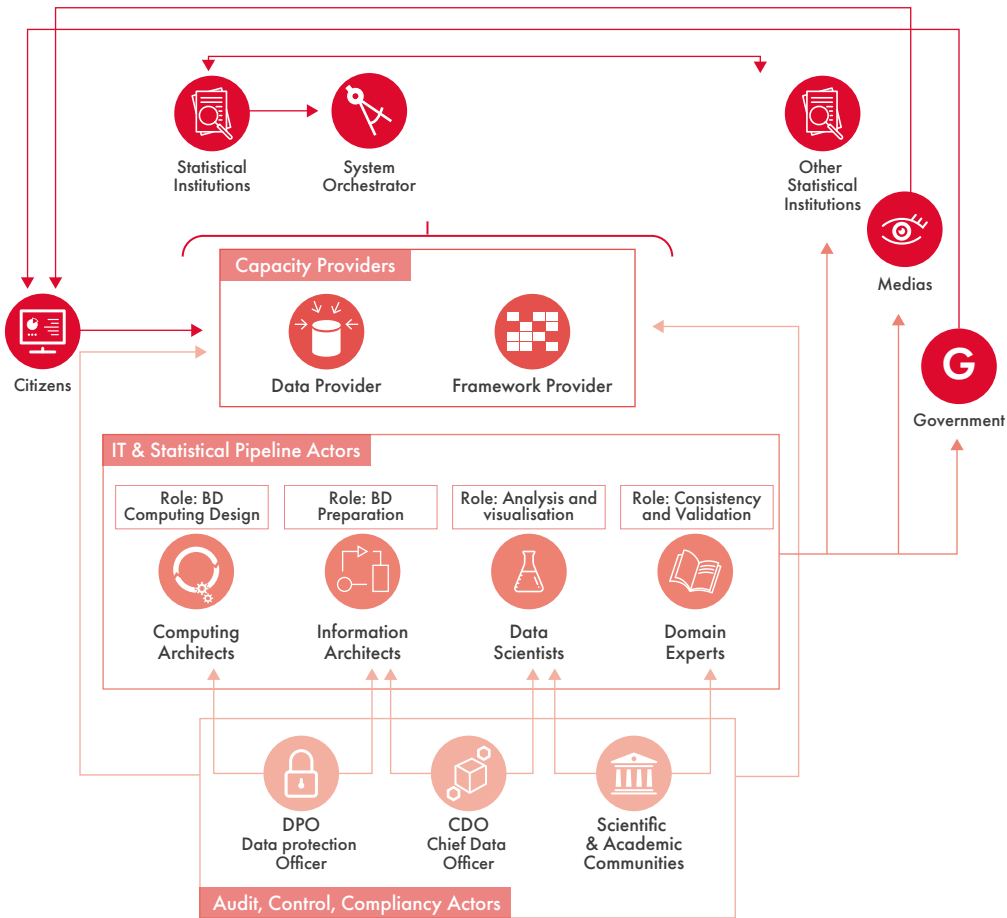 Statistical
Institutions
System
Orchestrator
Other
Statistical
Institutions
Medias
Capacity Providers
Citizens
Data Provider
Framework Provider
G
Government
IT & Statistical Pipeline Actors
Role: BD
Computing Design
Role: BD
Preparation
Role: Analysis and
visualisation
Role: Consistency
and Validation
Computing
Architects
Information
Architects
Data
Scientists
Domain
Experts
DPO
Data protection
Officer
CDO
Chief Data
Officer
Scientific
& Academic
Communities
Audit, Control, Compliancy Actors